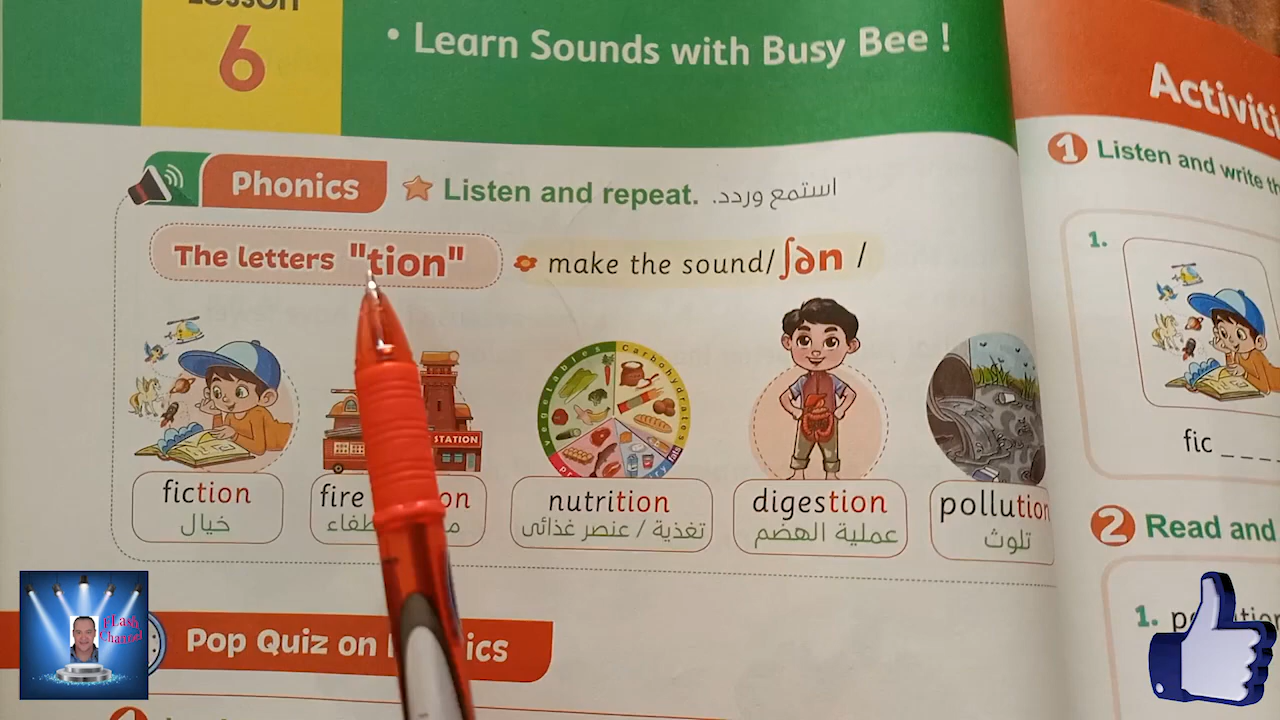 Lesson
6
• Learn Sounds with Busy Bee !
Phonics
Listen and repeat. استمع وردد.
The letters "tion" make the sound/ʃən /
Vegetables
Carbohydrates
STATION
fiction
خيال
fire
nutrition
تغذية / عنصر غذائى
digestion
عملية الهضم
pollution
تلوث
Pop Quiz on
Activiti
1 Listen and write th
1.
fic _ _ _ _
2 Read and
1.
FLash Channel